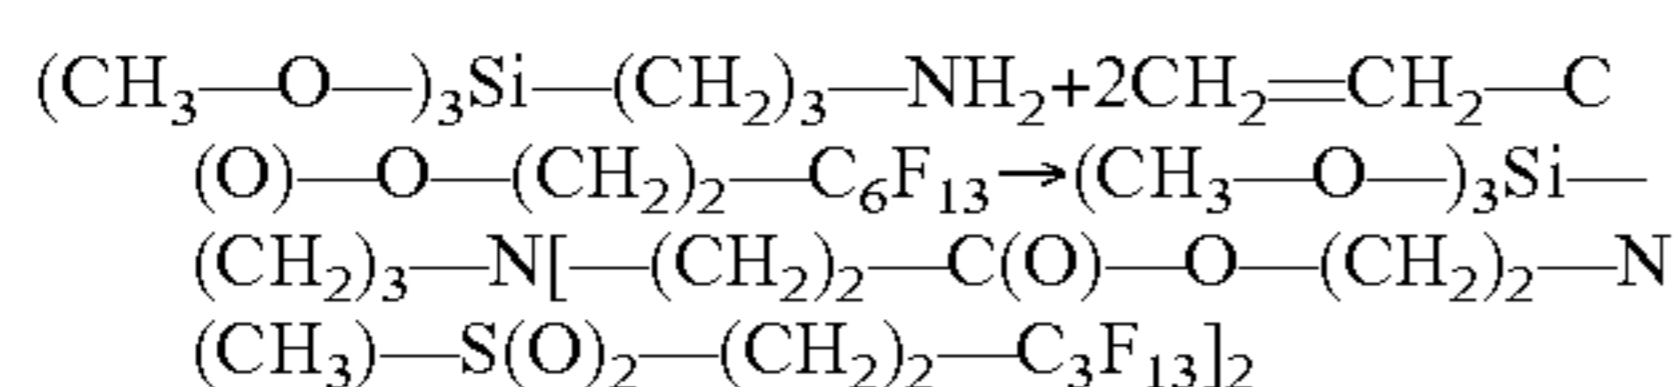 (CH₃—O—)₃Si—(CH₂)₃—NH₂+2CH₂=CH₂—C
(O)—O—(CH₂)₂—C₆F₁₃→(CH₃—O—)₃Si—
(CH₂)₃—N[—(CH₂)₂—C(O)—O—(CH₂)₂—N
(CH₃)—S(O)₂—(CH₂)₂—C₃F₁₃]₂